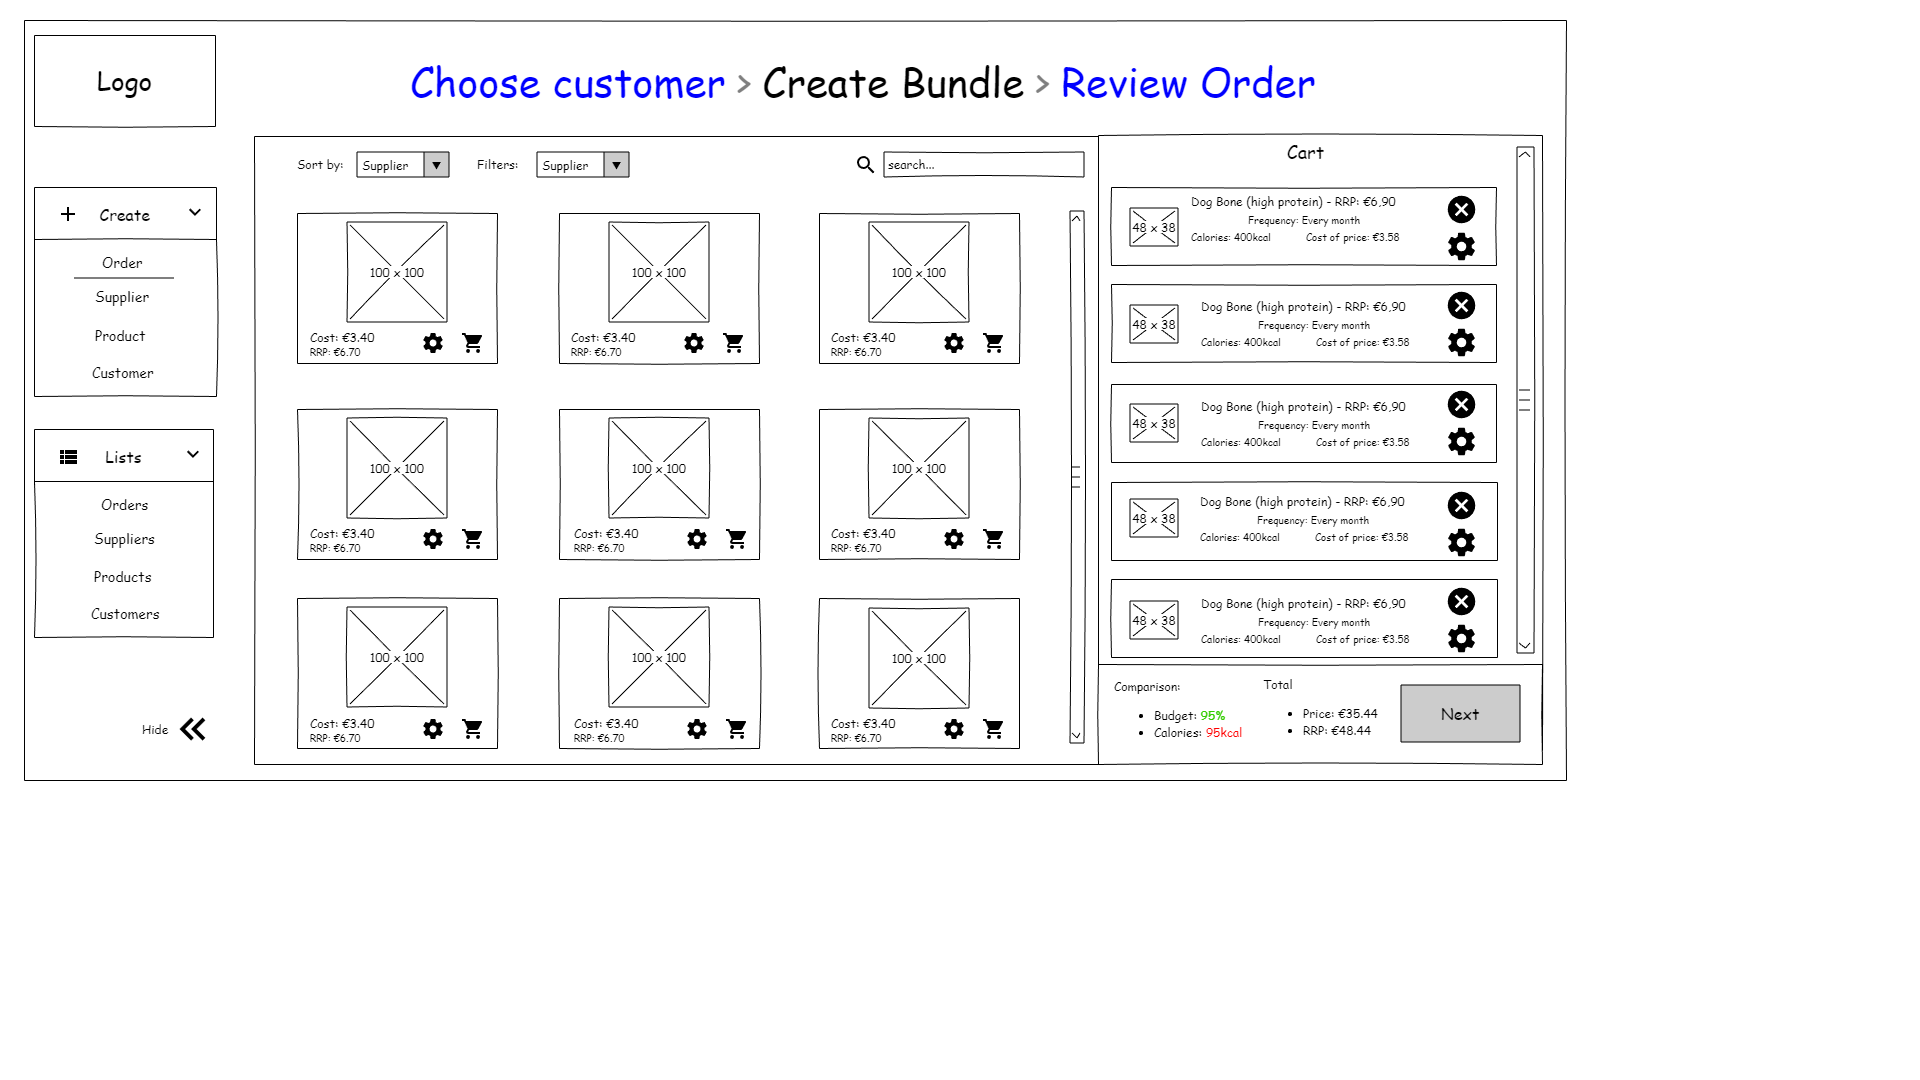 Logo
Choose customer > Create Bundle > Review Order
Create
Order
Supplier
Product
Customer
Lists
Orders
Suppliers
Products
Customers
Hide
Sort by: Supplier Filters: Supplier search...
100 x 100 100 x 100 100 x 100
Cost: €3.40 Cost: €3.40 Cost: €3.40
RRP: €6.70 RRP: €6.70 RRP: €6.70
100 x 100 100 x 100 100 x 100
Cost: €3.40 Cost: €3.40 Cost: €3.40
RRP: €6.70 RRP: €6.70 RRP: €6.70
100 x 100 100 x 100 100 x 100
Cost: €3.40 Cost: €3.40 Cost: €3.40
RRP: €6.70 RRP: €6.70 RRP: €6.70
Cart
48 x 38
Dog Bone (high protein) - RRP: €6,90
Frequency: Every month
Calories: 400kcal Cost of price: €3.58
48 x 38
Dog Bone (high protein) - RRP: €6,90
Frequency: Every month
Calories: 400kcal Cost of price: €3.58
48 x 38
Dog Bone (high protein) - RRP: €6,90
Frequency: Every month
Calories: 400kcal Cost of price: €3.58
48 x 38
Dog Bone (high protein) - RRP: €6,90
Frequency: Every month
Calories: 400kcal Cost of price: €3.58
48 x 38
Dog Bone (high protein) - RRP: €6,90
Frequency: Every month
Calories: 400kcal Cost of price: €3.58
Comparison:
• Budget: 95%
• Calories: 95kcal
Total
• Price: €35.44
• RRP: €48.44
Next